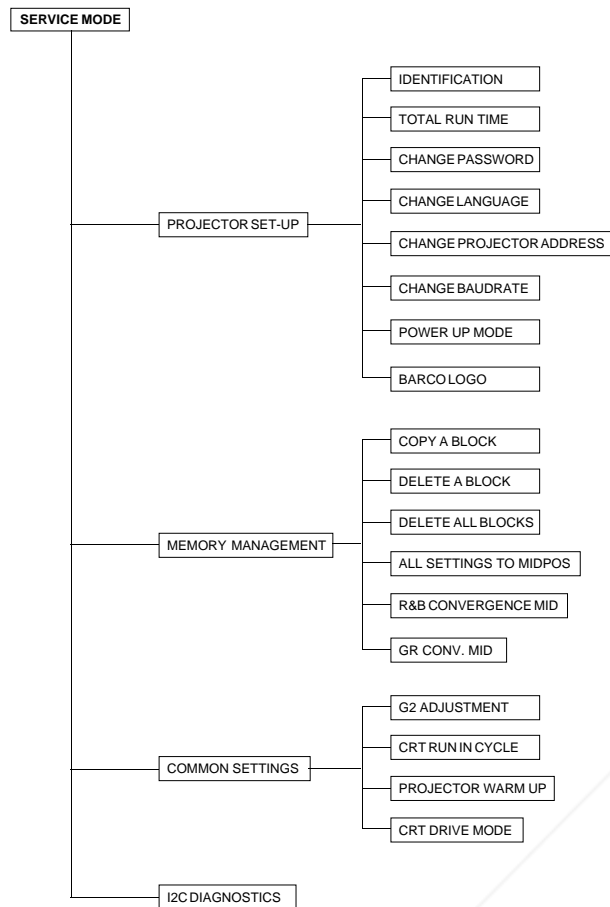 SERVICE MODE
PROJECTOR SET-UP
IDENTIFICATION
TOTAL RUN TIME
CHANGE PASSWORD
CHANGE LANGUAGE
CHANGE PROJECTOR ADDRESS
CHANGE BAUDRATE
POWER UP MODE
BARCO LOGO
MEMORY MANAGEMENT
COPY A BLOCK
DELETE A BLOCK
DELETE ALL BLOCKS
ALL SETTINGS TO MIDPOS
R&B CONVERGENCE MID
GR CONV. MID
COMMON SETTINGS
G2 ADJUSTMENT
CRT RUN IN CYCLE
PROJECTOR WARM UP
CRT DRIVE MODE
I2C DIAGNOSTICS